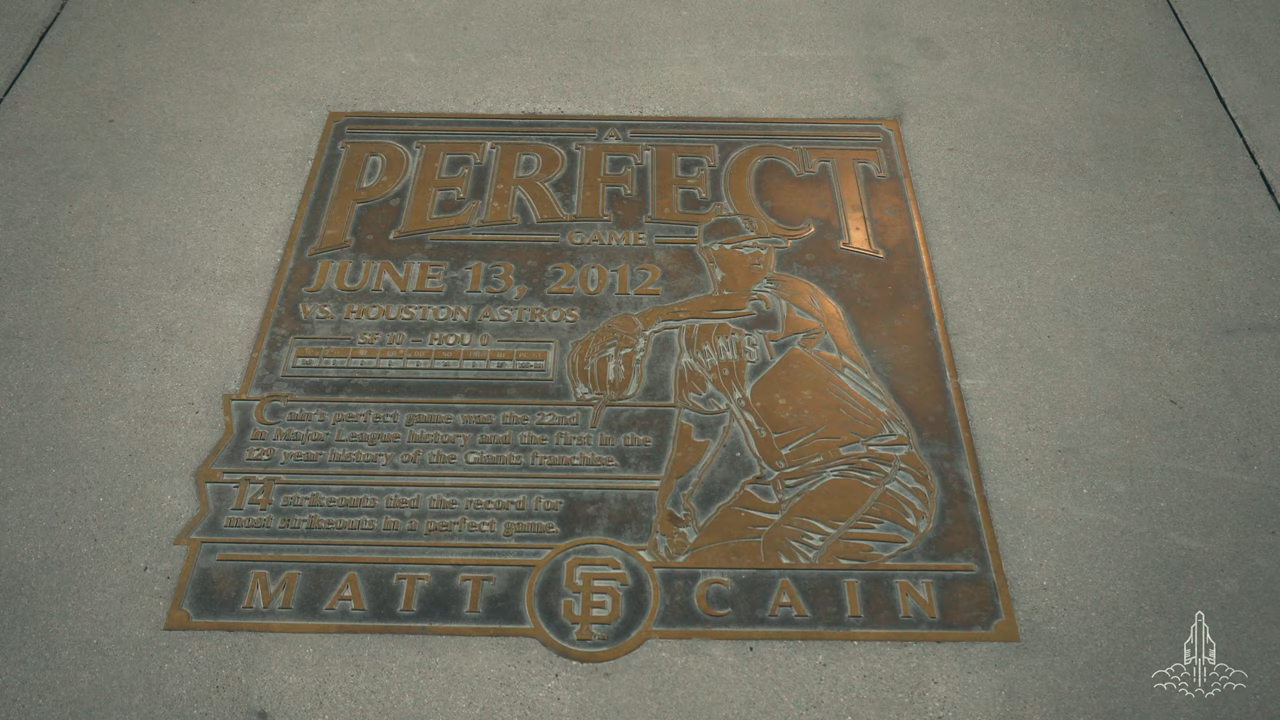 A
PERFECT
GAME
JUNE 13, 2012
VS. HOUSTON ASTROS
SF 10 – HOU 0
Cain's perfect game was the 22nd
in Major League history and the first in the
129 year history of the Giants franchise.
14 strikeouts tied the record for
most strikeouts in a perfect game.
MATT SF CAIN